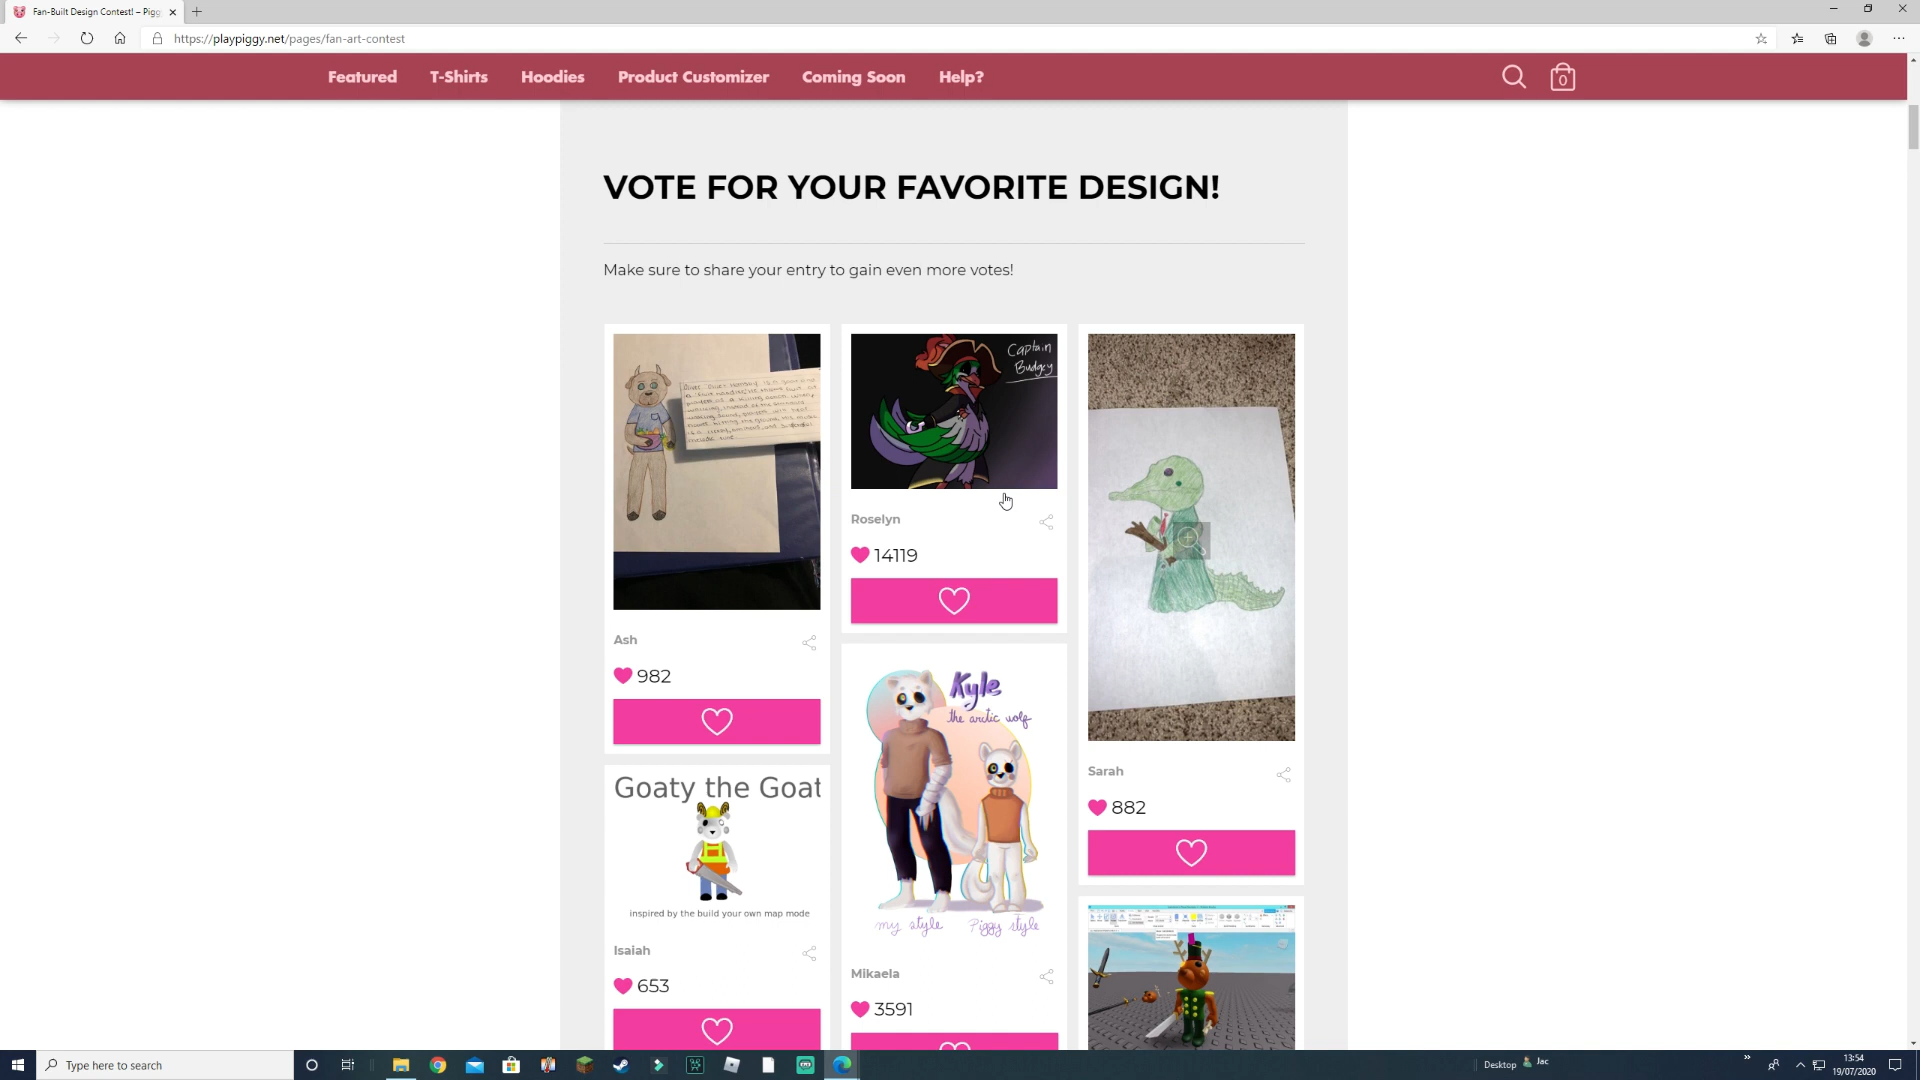 Fan-Built Design Contest! – Pigg
https://playpiggy.net/pages/fan-art-contest
Featured
T-Shirts
Hoodies
Product Customizer
Coming Soon
Help?
0
VOTE FOR YOUR FAVORITE DESIGN!
Make sure to share your entry to gain even more votes!
Captain
Budgey
Roselyn
14119
Ash
982
Kyle
the arctic wolf
my style
Piggy style
Sarah
882
Goaty the Goat
inspired by the build your own map mode
Isaiah
653
Mikaela
3591
Type here to search
Desktop
Jac
13:54
19/07/2020